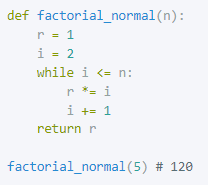 def factorial_normal(n):
    r = 1
    i = 2
    while i <= n:
        r *= i
        i += 1
    return r

factorial_normal(5) # 120